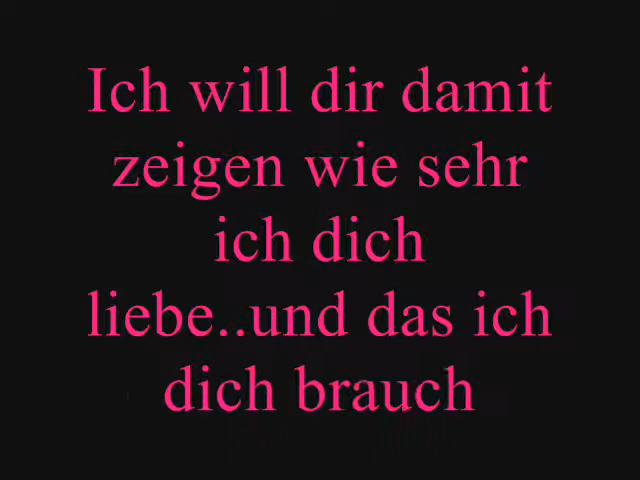 Ich will dir damit
zeigen wie sehr
ich dich
liebe..und das ich
dich brauch